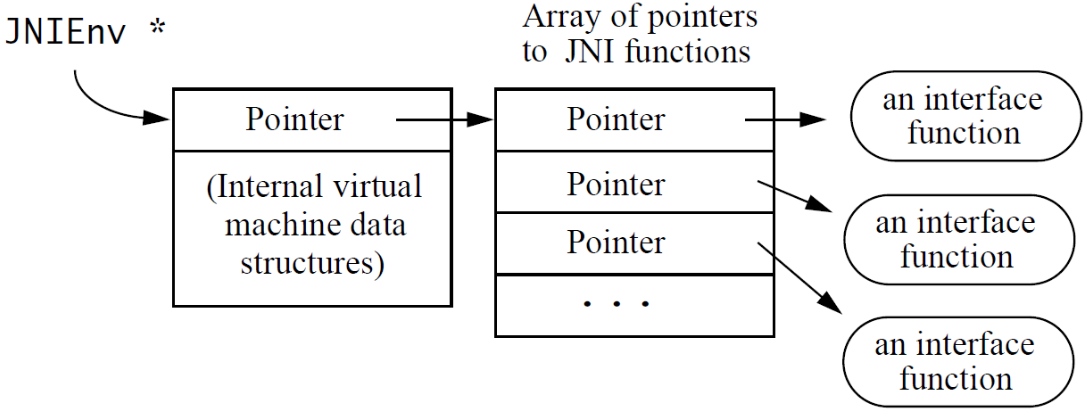 JNIEnv *
Array of pointers
to JNI functions
Pointer
(Internal virtual
machine data
structures)
Pointer
Pointer
Pointer
. . .
an interface
function
an interface
function
an interface
function